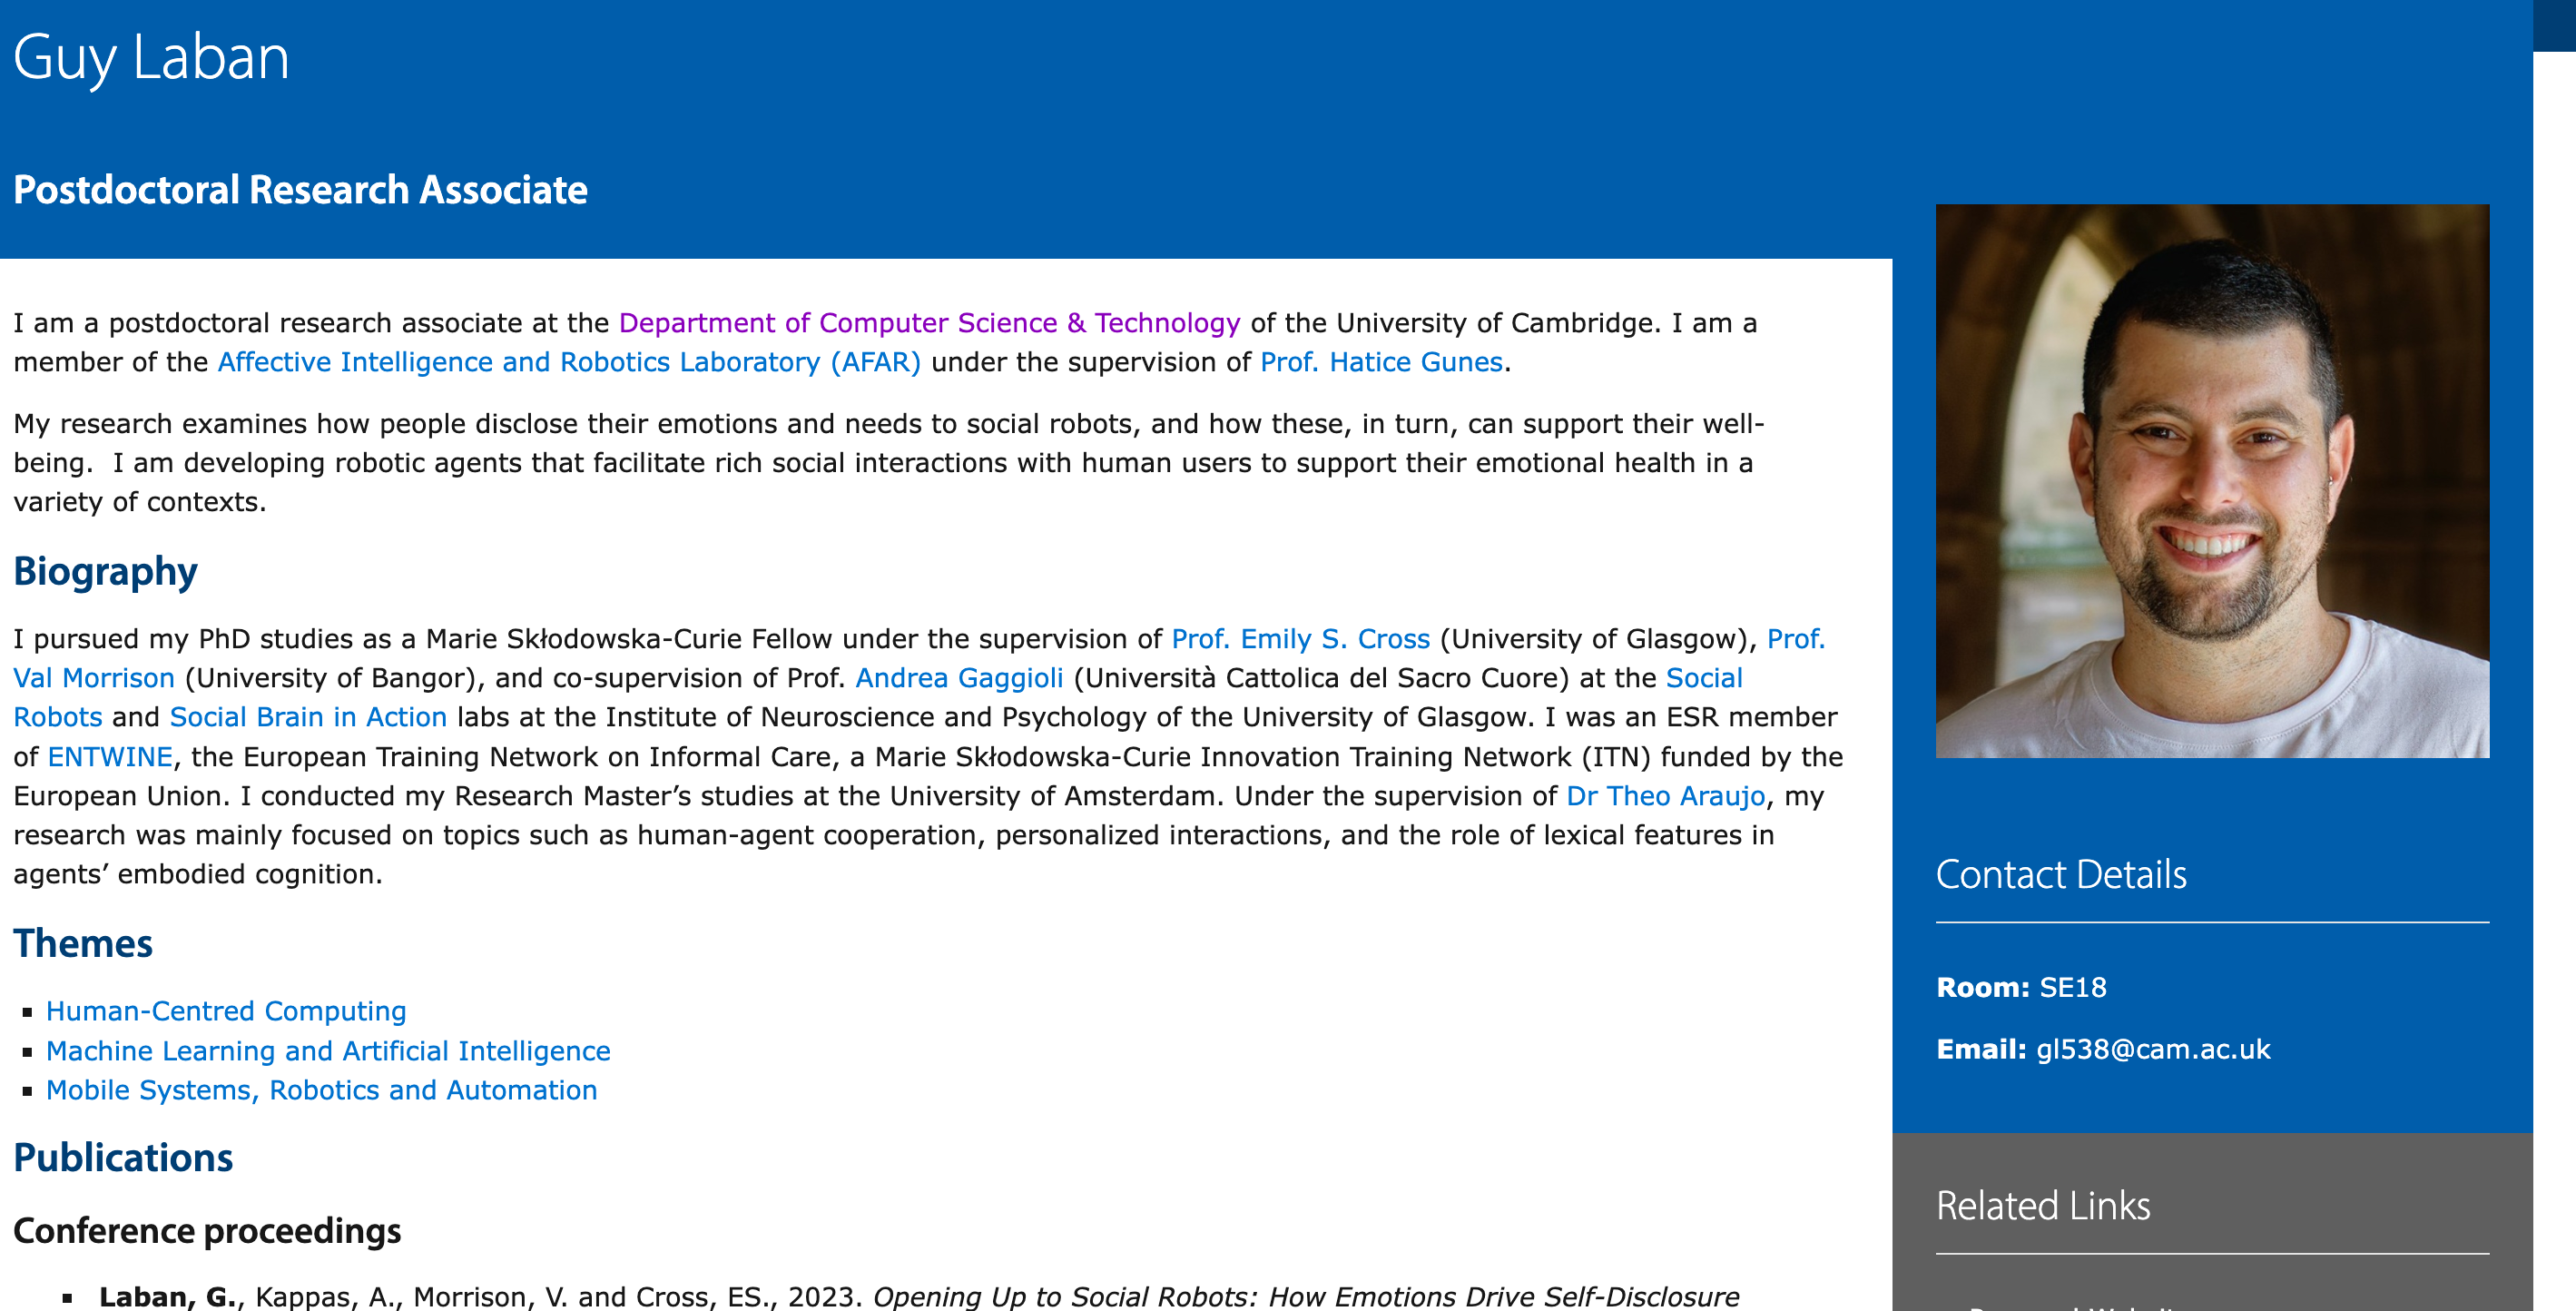 Guy Laban
Postdoctoral Research Associate
I am a postdoctoral research associate at the Department of Computer Science & Technology of the University of Cambridge. I am a
member of the Affective Intelligence and Robotics Laboratory (AFAR) under the supervision of Prof. Hatice Gunes.
My research examines how people disclose their emotions and needs to social robots, and how these, in turn, can support their well-
being.  I am developing robotic agents that facilitate rich social interactions with human users to support their emotional health in a
variety of contexts.
Biography
I pursued my PhD studies as a Marie Skłodowska-Curie Fellow under the supervision of Prof. Emily S. Cross (University of Glasgow), Prof.
Val Morrison (University of Bangor), and co-supervision of Prof. Andrea Gaggioli (Università Cattolica del Sacro Cuore) at the Social
Robots and Social Brain in Action labs at the Institute of Neuroscience and Psychology of the University of Glasgow. I was an ESR member
of ENTWINE, the European Training Network on Informal Care, a Marie Skłodowska-Curie Innovation Training Network (ITN) funded by the
European Union. I conducted my Research Master’s studies at the University of Amsterdam. Under the supervision of Dr Theo Araujo, my
research was mainly focused on topics such as human-agent cooperation, personalized interactions, and the role of lexical features in
agents’ embodied cognition.
Themes
Human-Centred Computing
Machine Learning and Artificial Intelligence
Mobile Systems, Robotics and Automation
Publications
Conference proceedings
Laban, G., Kappas, A., Morrison, V. and Cross, ES., 2023. Opening Up to Social Robots: How Emotions Drive Self-Disclosure
Contact Details
Room: SE18
Email: gl538@cam.ac.uk
Related Links